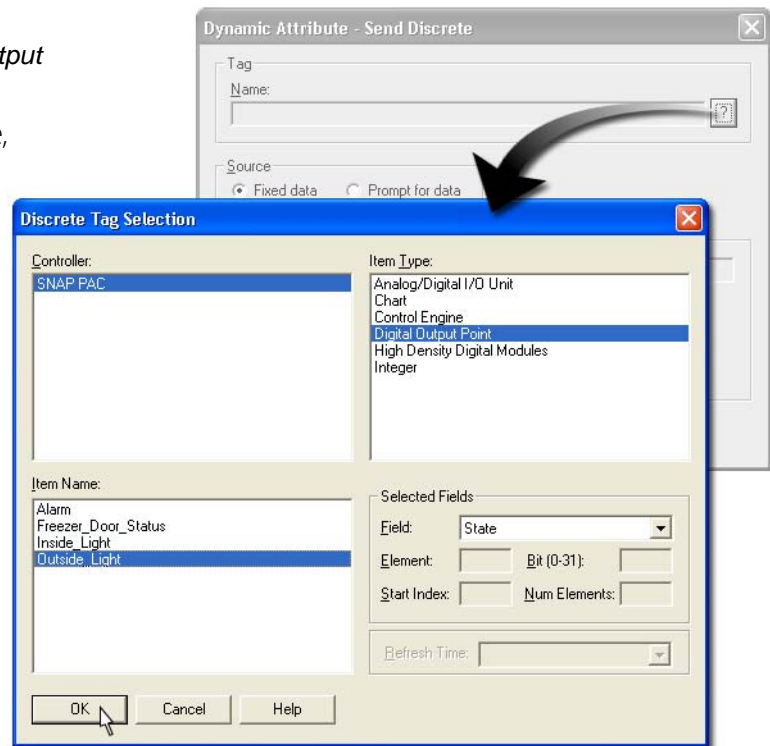 tput
e,
Dynamic Attribute - Send Discrete
Tag
Name:
?
Source
Fixed data Prompt for data
Discrete Tag Selection
Controller:
SNAP PAC
Item Type:
Analog/Digital I/O Unit
Chart
Control Engine
Digital Output Point
High Density Digital Modules
Integer
Item Name:
Alarm
Freezer_Door_Status
Inside_Light
Outside_Light
Selected Fields
Field: State
Element: Bit (0-31):
Start Index: Num Elements:
Refresh Time:
OK Cancel Help